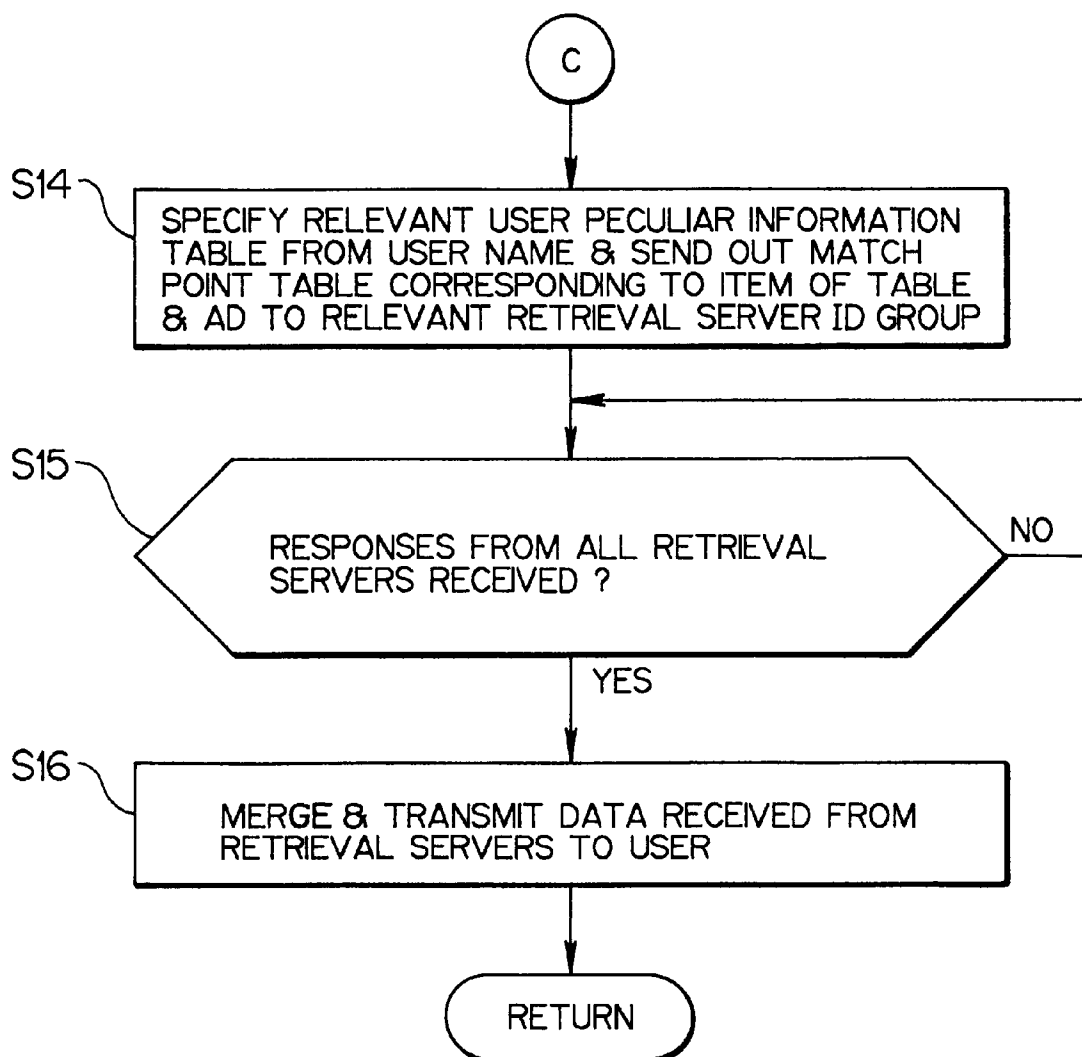 C
S14
SPECIFY RELEVANT USER PECULIAR INFORMATION
TABLE FROM USER NAME & SEND OUT MATCH
POINT TABLE CORRESPONDING TO ITEM OF TABLE
& AD TO RELEVANT RETRIEVAL SERVER ID GROUP
S15
RESPONSES FROM ALL RETRIEVAL
SERVERS RECEIVED ?
NO
YES
S16
MERGE & TRANSMIT DATA RECEIVED FROM
RETRIEVAL SERVERS TO USER
RETURN